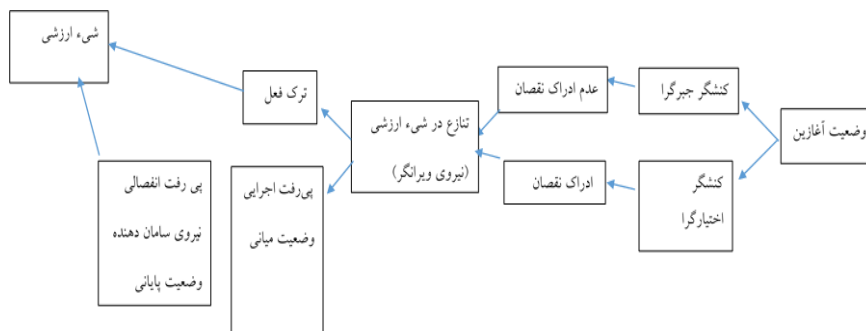 وضعیت آغازین
کنشگر جبرگرا
کنشگر
اختیارگرا
عدم ادراک نقصان
ادراک نقصان
تنازع در شیء ارزشی
(نیروی ویرانگر)
ترک فعل
پی‌رفت اجرایی
وضعیت میانی
شیء ارزشی
پی رفت انفصالی
نیروی سامان دهنده
وضعیت پایانی